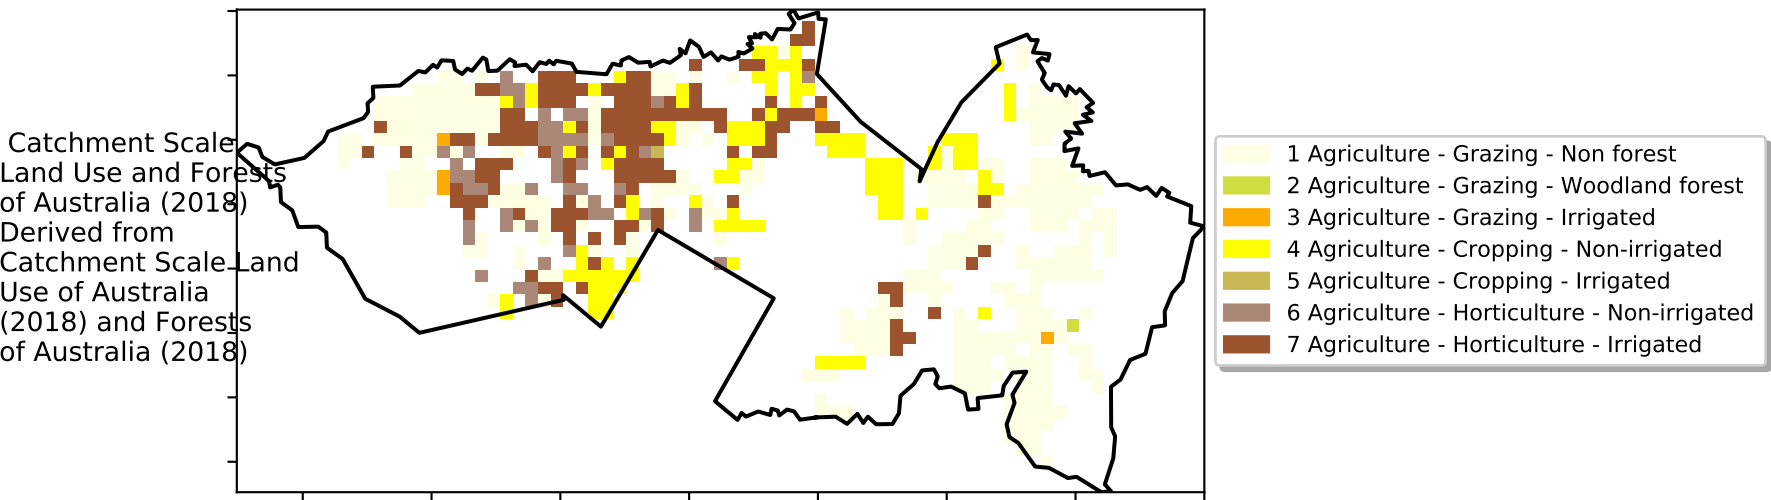 Catchment Scale
Land Use and Forests
of Australia (2018)
Derived from
Catchment Scale Land
Use of Australia
(2018) and Forests
of Australia (2018)
1 Agriculture - Grazing - Non forest
2 Agriculture - Grazing - Woodland forest
3 Agriculture - Grazing - Irrigated
4 Agriculture - Cropping - Non-irrigated
5 Agriculture - Cropping - Irrigated
6 Agriculture - Horticulture - Non-irrigated
7 Agriculture - Horticulture - Irrigated